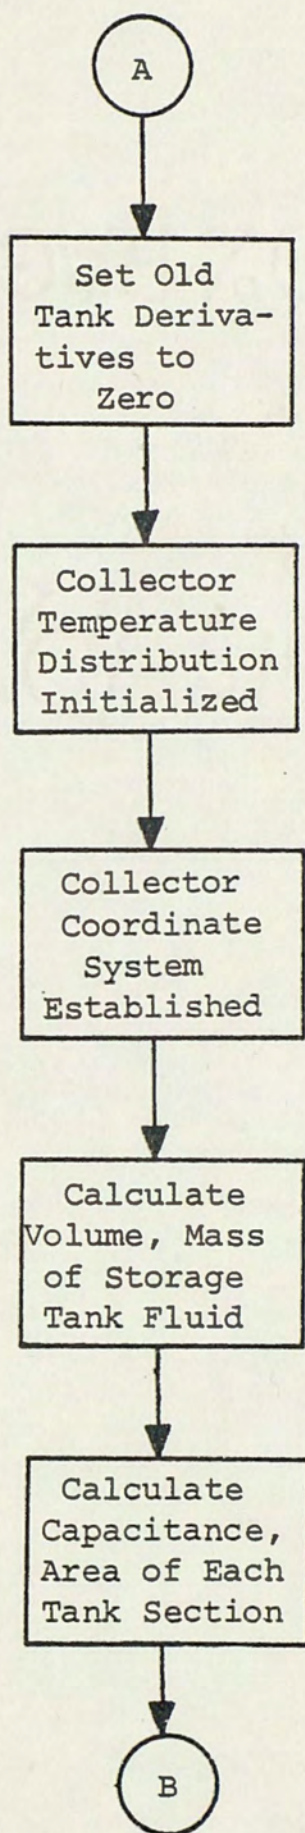 A
Set Old
Tank Deriva-
tives to
Zero
Collector
Temperature
Distribution
Initialized
Collector
Coordinate
System
Established
Calculate
Volume, Mass
of Storage
Tank Fluid
Calculate
Capacitance,
Area of Each
Tank Section
B